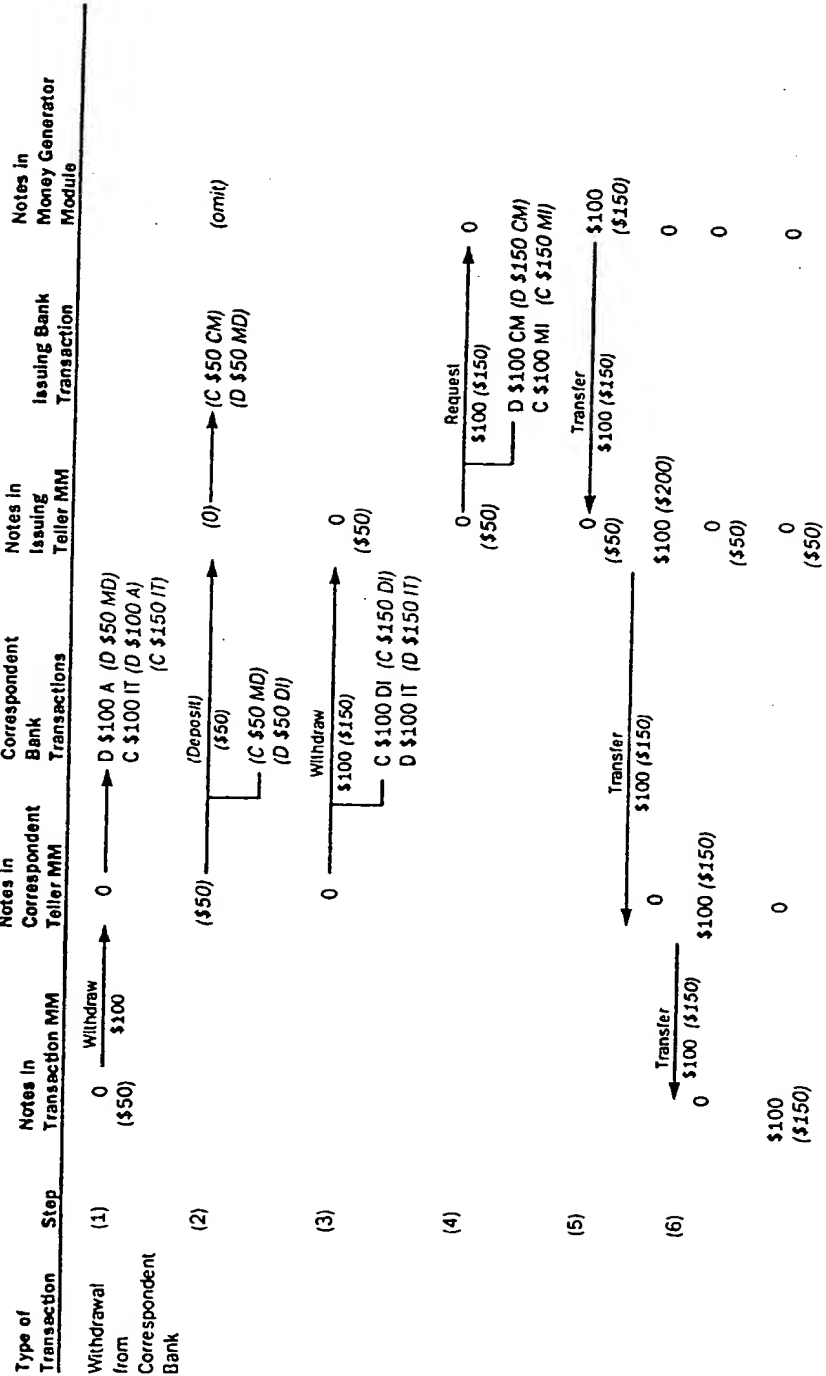 Type of
Transaction
Step
Notes in
Transaction MM
Notes in
Correspondent
Teller MM
Correspondent
Bank
Transactions
Notes in
Issuing
Teller MM
Issuing Bank
Transaction
Notes in
Money Generator
Module
Withdrawal
from
Correspondent
Bank
(1)
0
($50)
Withdraw
$100
0
D $100 A (D $50 MD)
C $100 IT (D $100 A)
(C $150 IT)
(2)
($50)
(Deposit)
($50)
(C $50 MD)
(D $50 DI)
(0)
(C $50 CM)
(D $50 MD)
(omit)
(3)
0
Withdraw
$100 ($150)
C $100 DI (C $150 DI)
D $100 IT (D $150 IT)
0
($50)
(4)
0
($50)
Request
$100 ($150)
D $100 CM (D $150 CM)
C $100 MI (C $150 MI)
0
(5)
0
($50)
Transfer
$100 ($150)
$100
($150)
(6)
Transfer
$100 ($150)
$100 ($200)
0
0
Transfer
$100 ($150)
0
$100 ($150)
0
($50)
0
$100
($150)
0
0
($50)
0